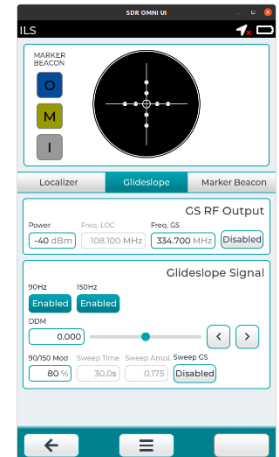 SDR OMNI UI
ILS
MARKER
BEACON
O
M
I
Localizer Glideslope Marker Beacon
GS RF Output
Power Freq. LOC Freq. GS
-40 dBm 108.100 MHz 334.700 MHz Disabled
Glideslope Signal
90Hz 150Hz
Enabled Enabled
DDM
0.000
90/150 Mod Sweep Time Sweep Ampl. Sweep GS
80 % 30.0s 0.175 Disabled